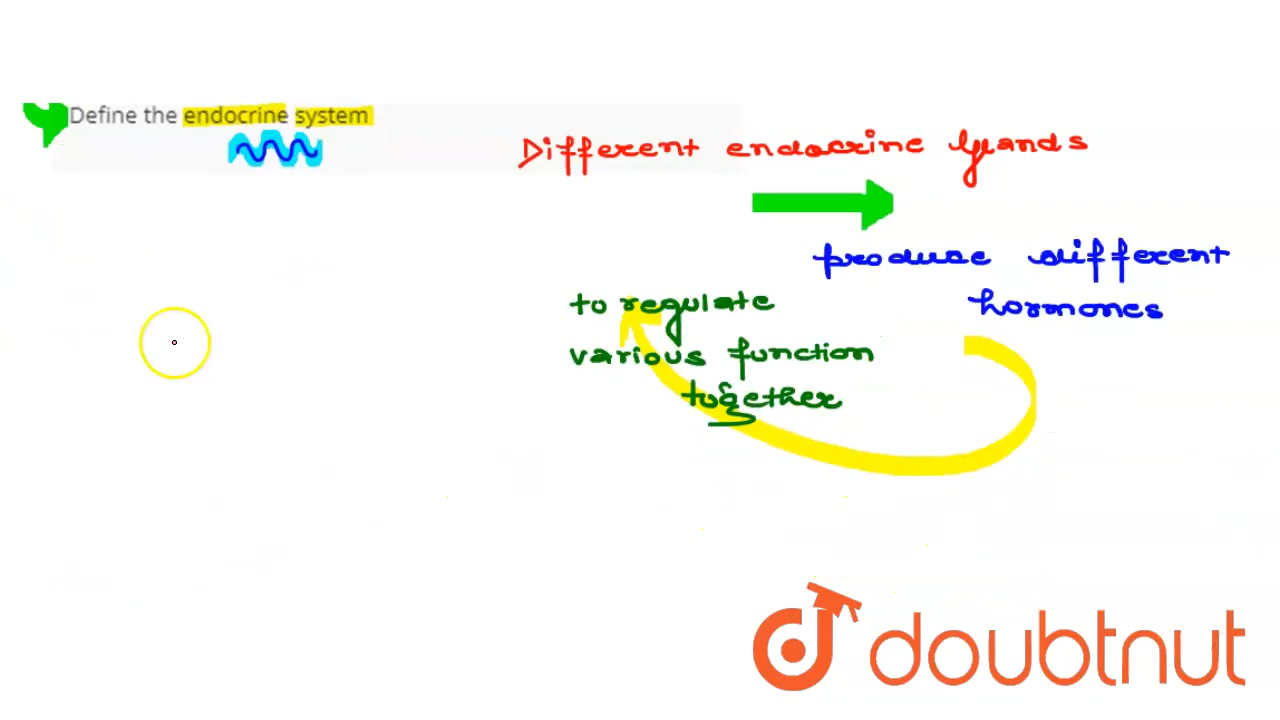 Define the endocrine system
Different endocrine glands
produce different
hormones
to regulate
various function
together
doubtnut